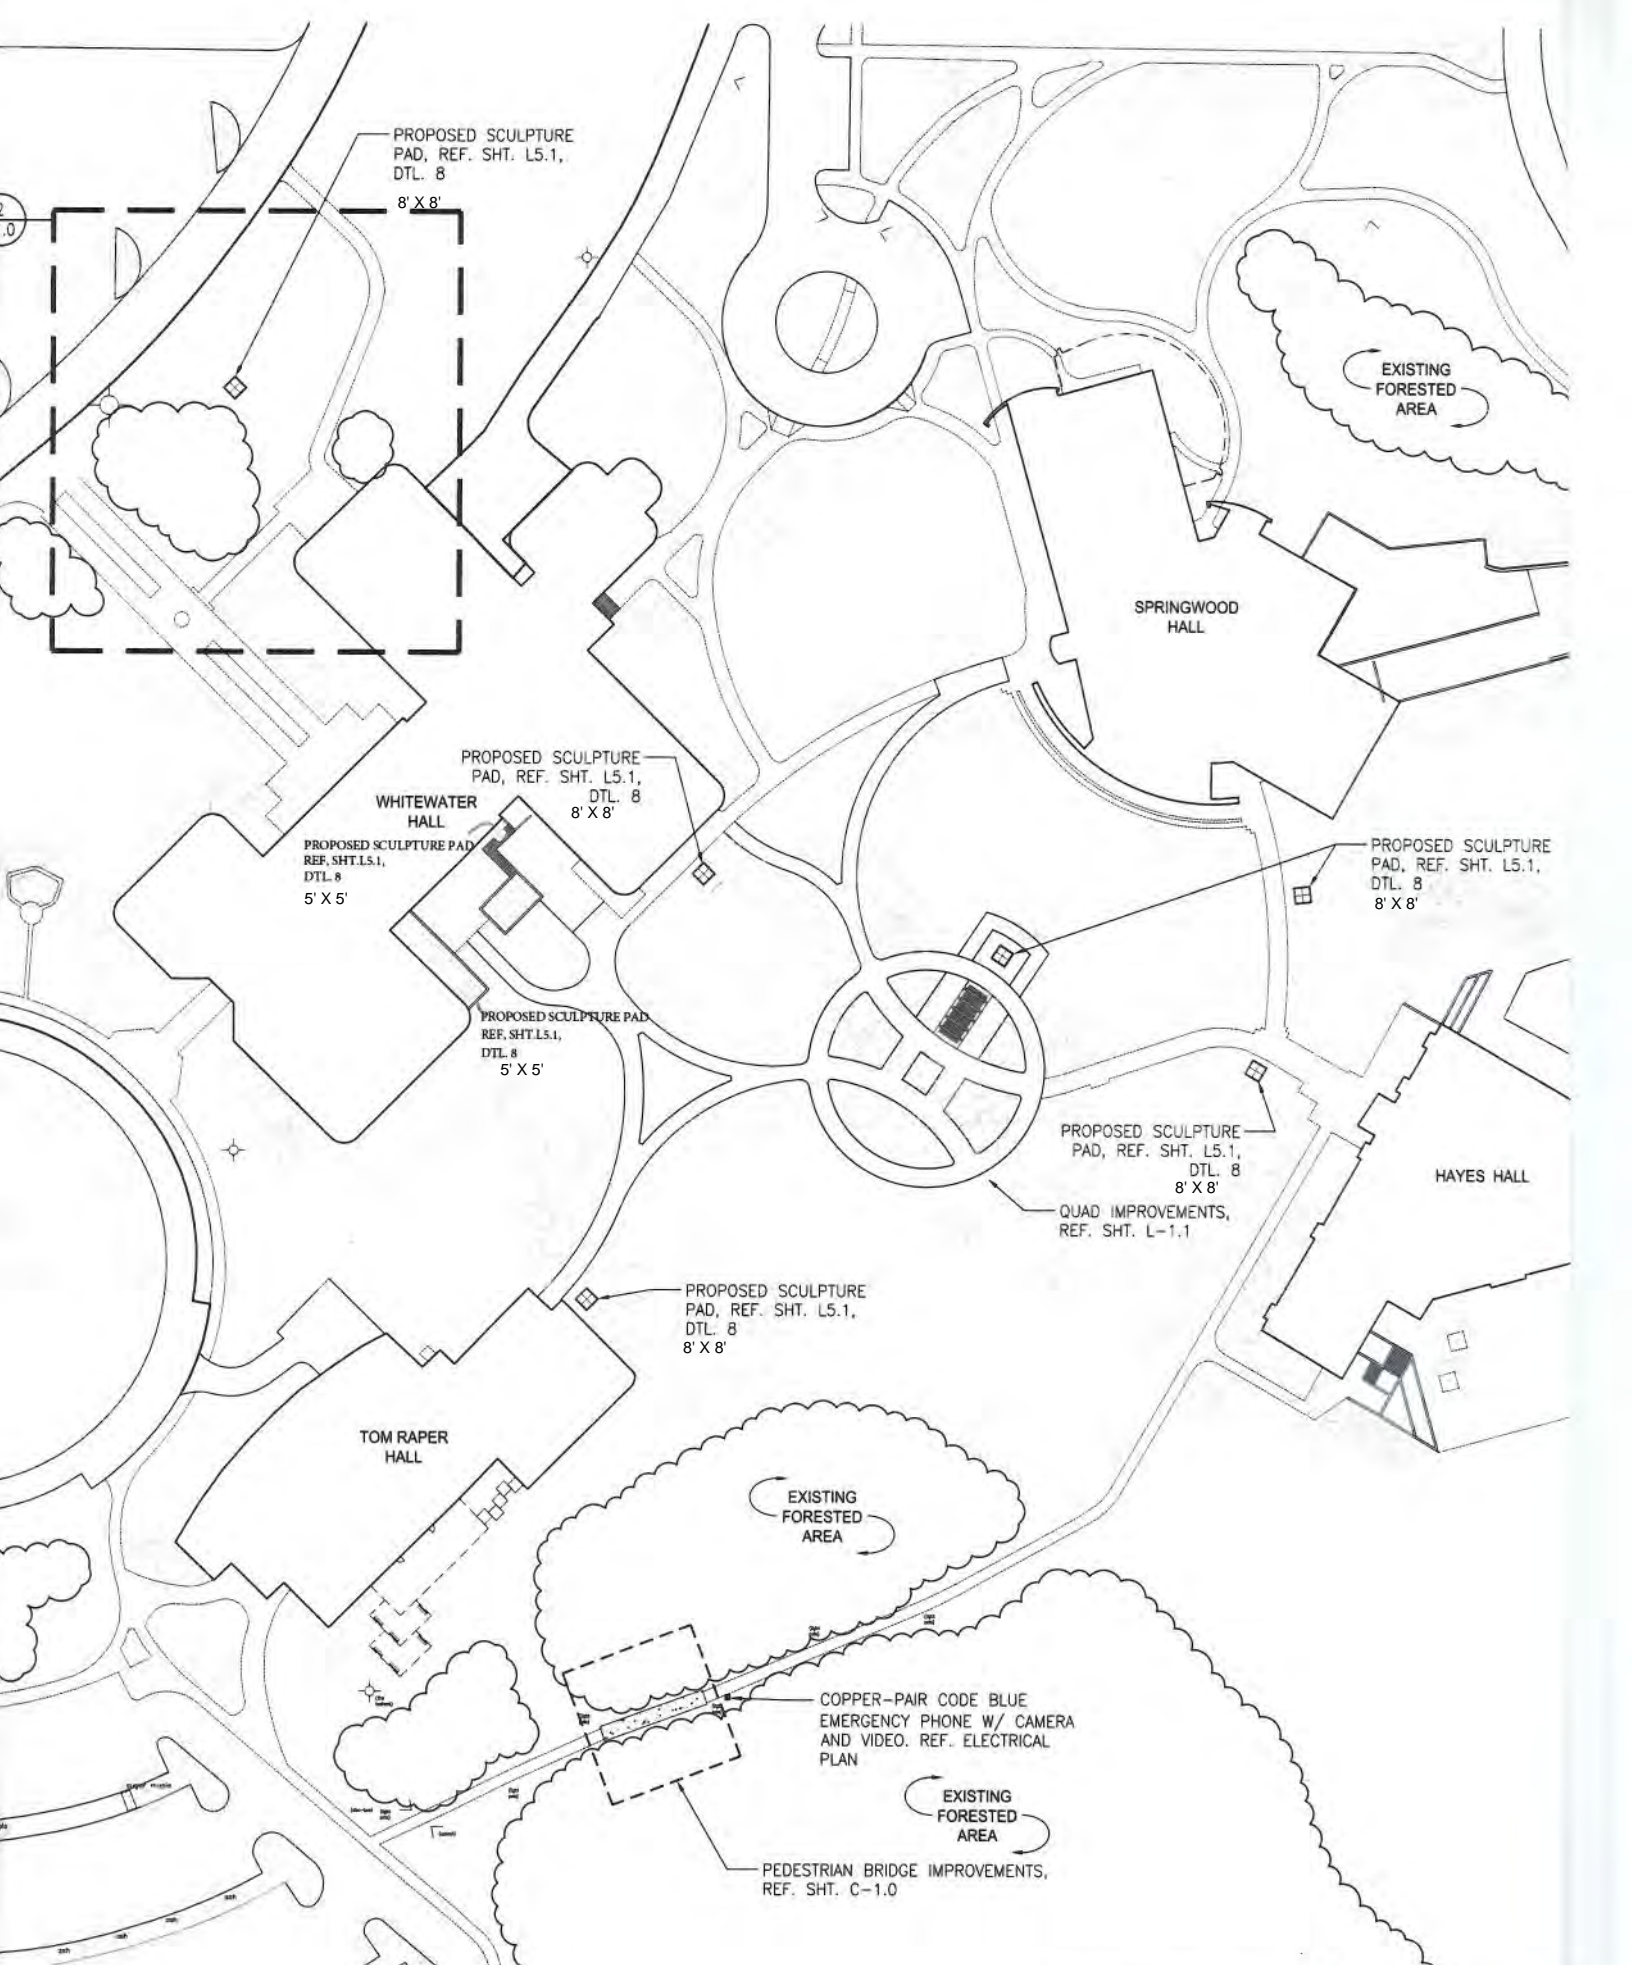 PROPOSED SCULPTURE
PAD, REF. SHT. L5.1,
DTL. 8
8' X 8'
2
.0
EXISTING
FORESTED
AREA
SPRINGWOOD
HALL
PROPOSED SCULPTURE
PAD, REF. SHT. L5.1,
DTL. 8
8' X 8'
WHITEWATER
HALL
PROPOSED SCULPTURE PAD
REF, SHT.L5.1,
DTL. 8
5' X 5'
PROPOSED SCULPTURE
PAD, REF. SHT. L5.1,
DTL. 8
8' X 8'
PROPOSED SCULPTURE PAD
REF, SHT.L5.1,
DTL. 8
5' X 5'
PROPOSED SCULPTURE
PAD, REF. SHT. L5.1,
DTL. 8
8' X 8'
HAYES HALL
QUAD IMPROVEMENTS,
REF. SHT. L-1.1
PROPOSED SCULPTURE
PAD, REF. SHT. L5.1,
DTL. 8
8' X 8'
TOM RAPER
HALL
EXISTING
FORESTED
AREA
COPPER-PAIR CODE BLUE
EMERGENCY PHONE W/ CAMERA
AND VIDEO. REF. ELECTRICAL
PLAN
EXISTING
FORESTED
AREA
PEDESTRIAN BRIDGE IMPROVEMENTS,
REF. SHT. C-1.0
ash
ash
ash
ash